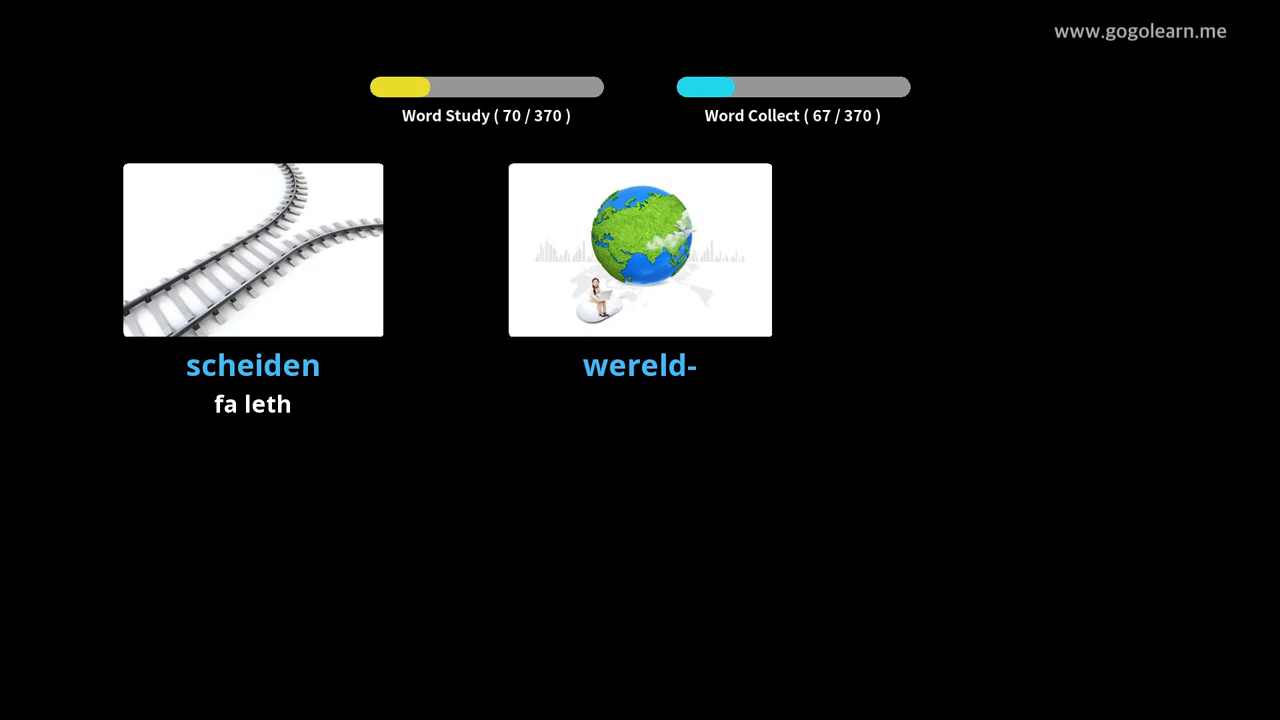 www.gogolearn.me
Word Study ( 70 / 370 )
Word Collect ( 67 / 370 )
scheiden
fa leth
wereld-